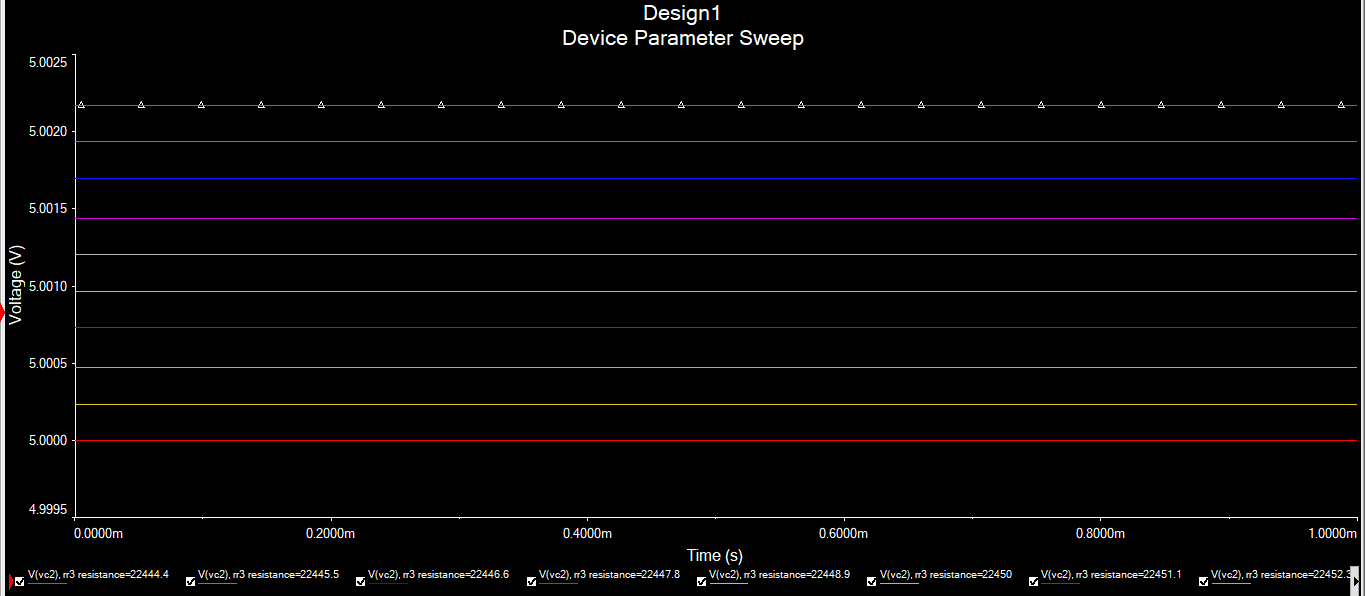 Design1
Device Parameter Sweep
5.0025
5.0020
5.0015
5.0010
5.0005
5.0000
4.9995
Voltage (V)
0.0000m 0.2000m 0.4000m 0.6000m 0.8000m 1.0000m
Time (s)
V(vc2), rr3 resistance=22444.4 V(vc2), rr3 resistance=22445.5 V(vc2), rr3 resistance=22446.6 V(vc2), rr3 resistance=22447.8 V(vc2), rr3 resistance=22448.9 V(vc2), rr3 resistance=22450 V(vc2), rr3 resistance=22451.1 V(vc2), rr3 resistance=22452.3